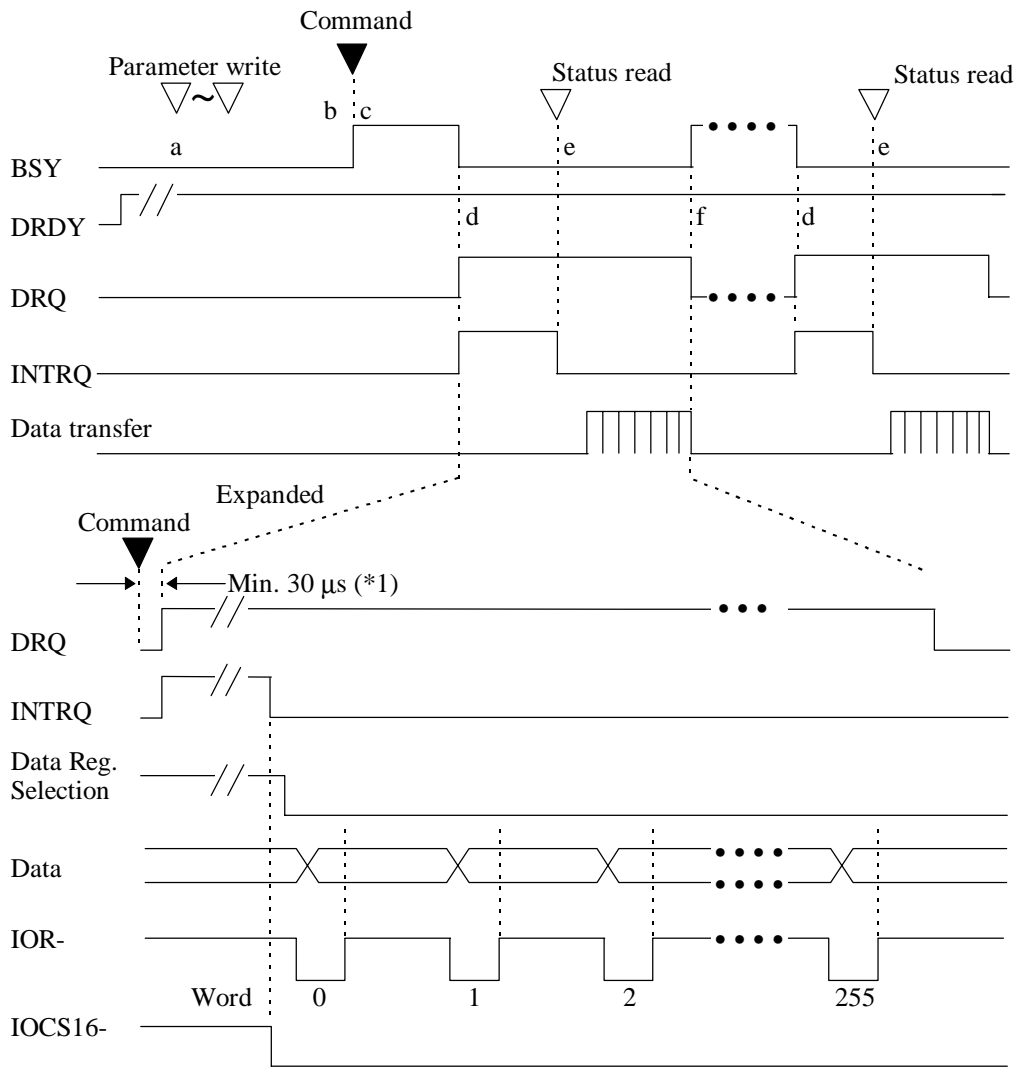 Command
Parameter write
Status read
Status read
b c
a
e
e
BSY
d
f
d
DRDY
DRQ
INTRQ
Data transfer
Expanded
Command
Min. 30 μs (*1)
DRQ
INTRQ
Data Reg.
Selection
Data
IOR-
Word 0 1 2 255
IOCS16-